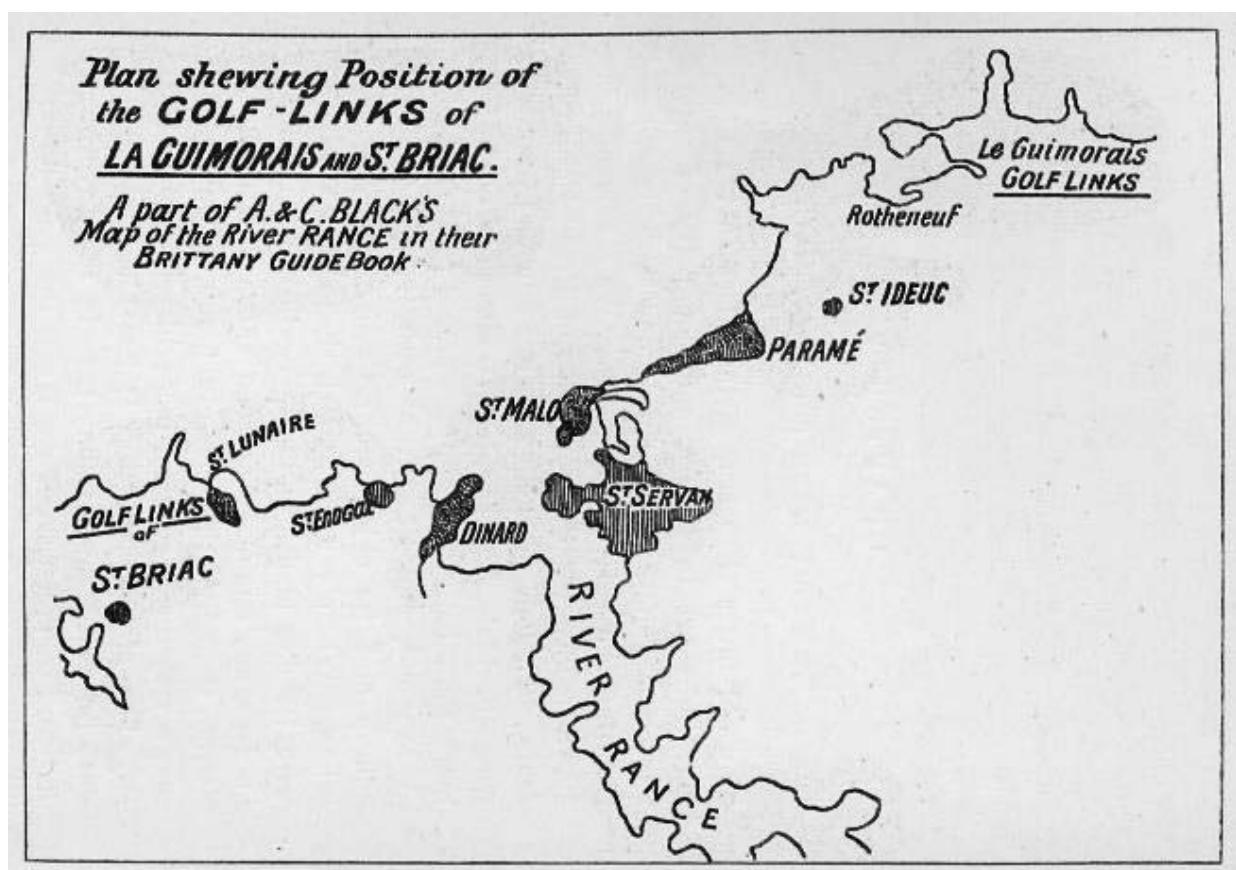 Plan shewing Position of
the GOLF-LINKS of
LA GUIMORAIS AND ST BRIAC.
A part of A. & C. BLACK'S
Map of the River RANCE in their
BRITTANY GUIDE BOOK.
Le Guimorais
GOLF LINKS
Rotheneuf
ST IDEUC
PARAMÉ
ST MALO
ST LUNAIRE
ST SERVAN
GOLF LINKS
OF
ST BRIAC
ST ENOGAT
DINARD
RIVER
RANCE